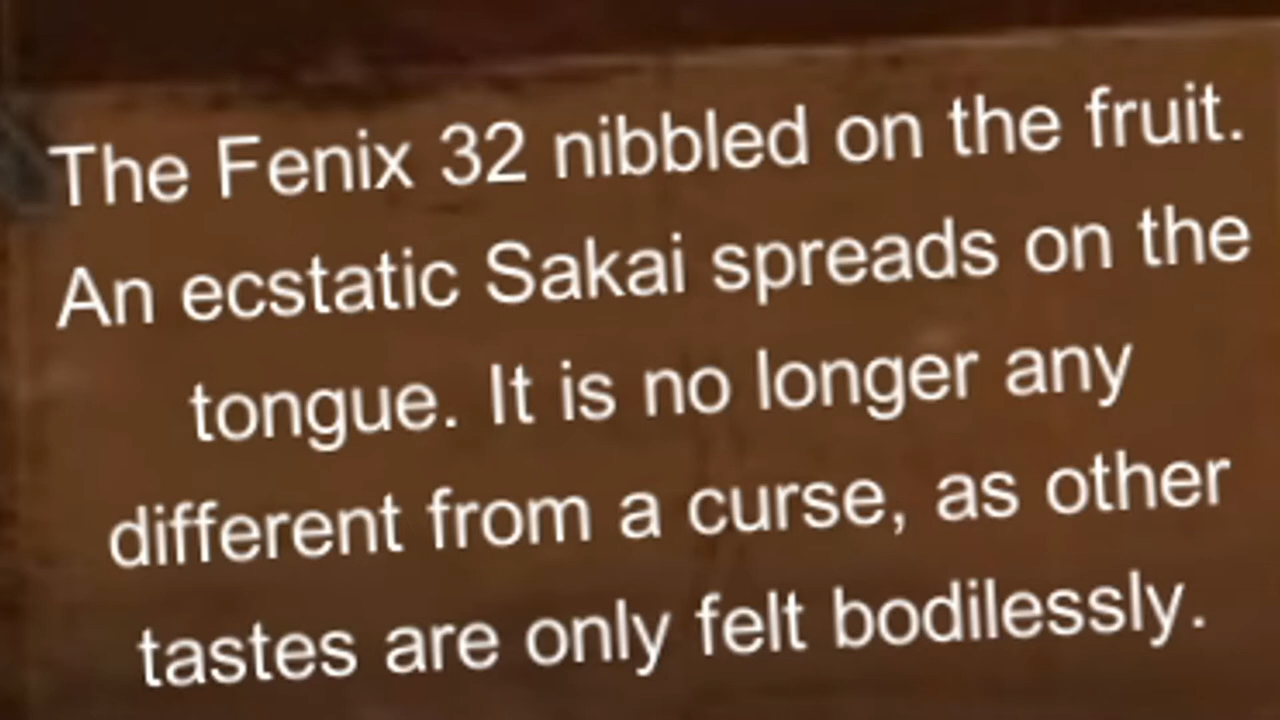 The Fenix 32 nibbled on the fruit.
An ecstatic Sakai spreads on the
tongue. It is no longer any
different from a curse, as other
tastes are only felt bodilessly.